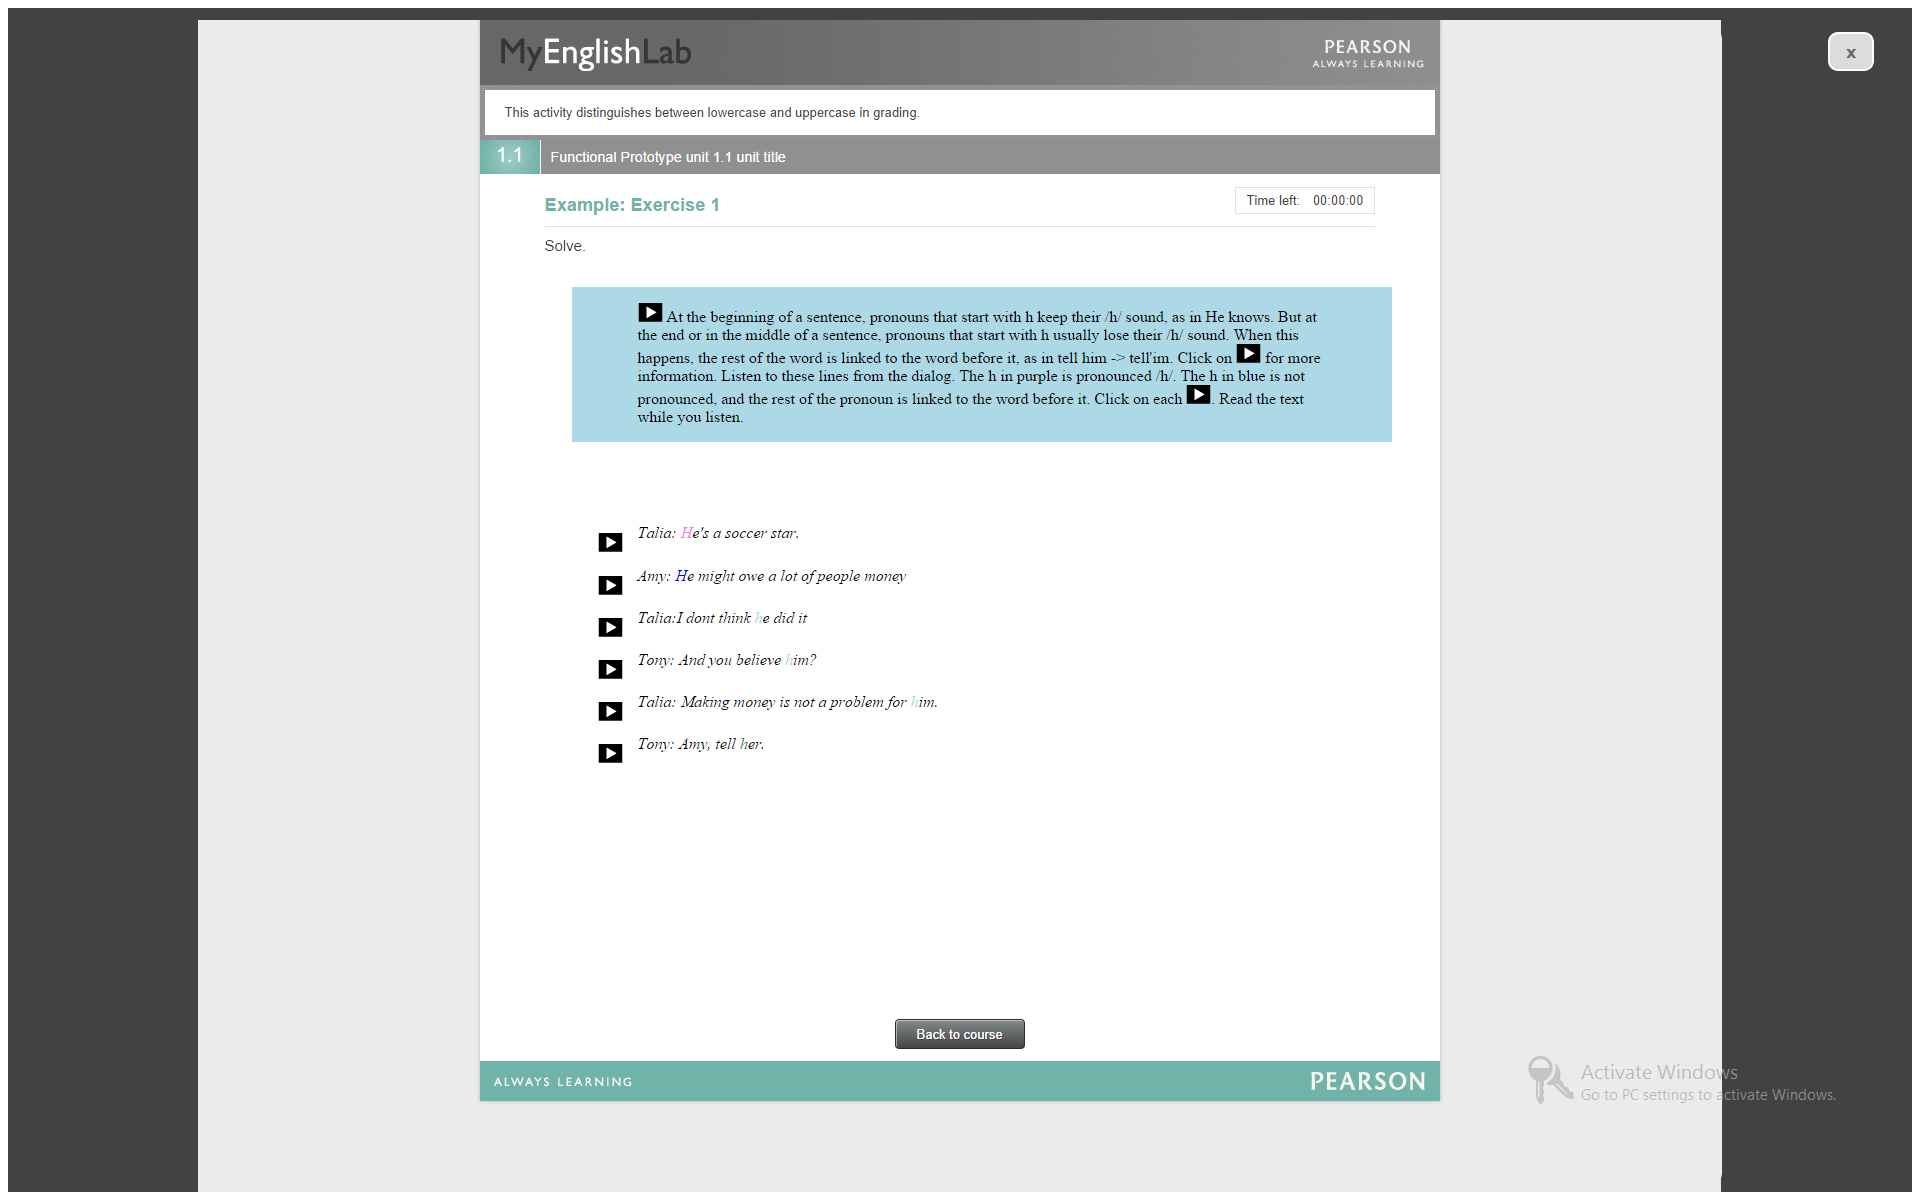 MyEnglishLab
PEARSON
ALWAYS LEARNING
x
This activity distinguishes between lowercase and uppercase in grading.
1.1 Functional Prototype unit 1.1 unit title
Example: Exercise 1
Time left: 00:00:00
Solve.
At the beginning of a sentence, pronouns that start with h keep their /h/ sound, as in He knows. But at
the end or in the middle of a sentence, pronouns that start with h usually lose their /h/ sound. When this
happens, the rest of the word is linked to the word before it, as in tell him -> tell'im. Click on for more
information. Listen to these lines from the dialog. The h in purple is pronounced /h/. The h in blue is not
pronounced, and the rest of the pronoun is linked to the word before it. Click on each . Read the text
while you listen.
Talia: He's a soccer star.
Amy: He might owe a lot of people money
Talia:I dont think he did it
Tony: And you believe him?
Talia: Making money is not a problem for him.
Tony: Amy, tell her.
Back to course
ALWAYS LEARNING
PEARSON
Activate Windows
Go to PC settings to activate Windows.